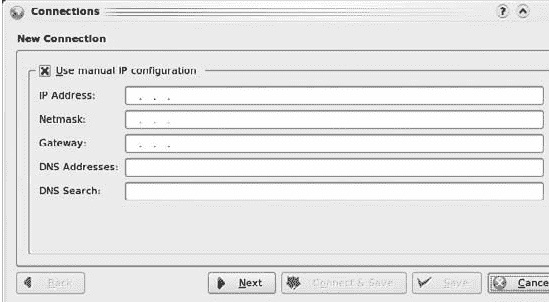 Connections
New Connection
Use manual IP configuration
IP Address: . . .
Netmask: . . .
Gateway: . . .
DNS Addresses:
DNS Search:
Back Next Connect & Save Save Cance